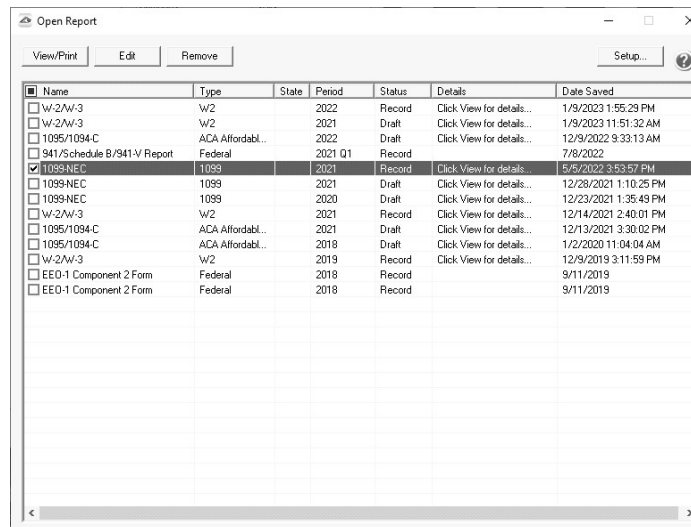 Open Report
View/Print Edit Remove Setup...
Name Type State Period Status Details Date Saved
W-2/W-3 W2 2022 Record Click View for details... 1/9/2023 1:55:29 PM
W-2/W-3 W2 2021 Draft Click View for details... 1/9/2023 11:51:32 AM
1095/1094-C ACA Affordabl... 2022 Draft Click View for details... 12/9/2022 9:33:13 AM
941/Schedule B/941-V Report Federal 2021 Q1 Record 7/8/2022
1099-NEC 1099 2021 Record Click View for details... 5/5/2022 3:53:57 PM
1099-NEC 1099 2021 Draft Click View for details... 12/28/2021 1:10:25 PM
1099-NEC 1099 2020 Draft Click View for details... 12/23/2021 1:35:49 PM
W-2/W-3 W2 2021 Record Click View for details... 12/14/2021 2:40:01 PM
1095/1094-C ACA Affordabl... 2021 Draft Click View for details... 12/13/2021 3:30:02 PM
1095/1094-C ACA Affordabl... 2018 Draft Click View for details... 1/2/2020 11:04:04 AM
W-2/W-3 W2 2019 Record Click View for details... 12/9/2019 3:11:59 PM
EEO-1 Component 2 Form Federal 2018 Record 9/11/2019
EEO-1 Component 2 Form Federal 2018 Record 9/11/2019